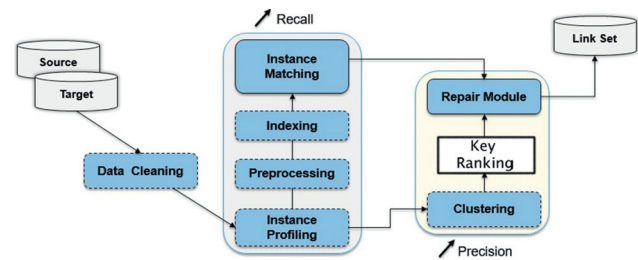 Recall
Source
Target
Data Cleaning
Instance
Matching
Indexing
Preprocessing
Instance
Profiling
Repair Module
Key
Ranking
Clustering
Precision
Link Set